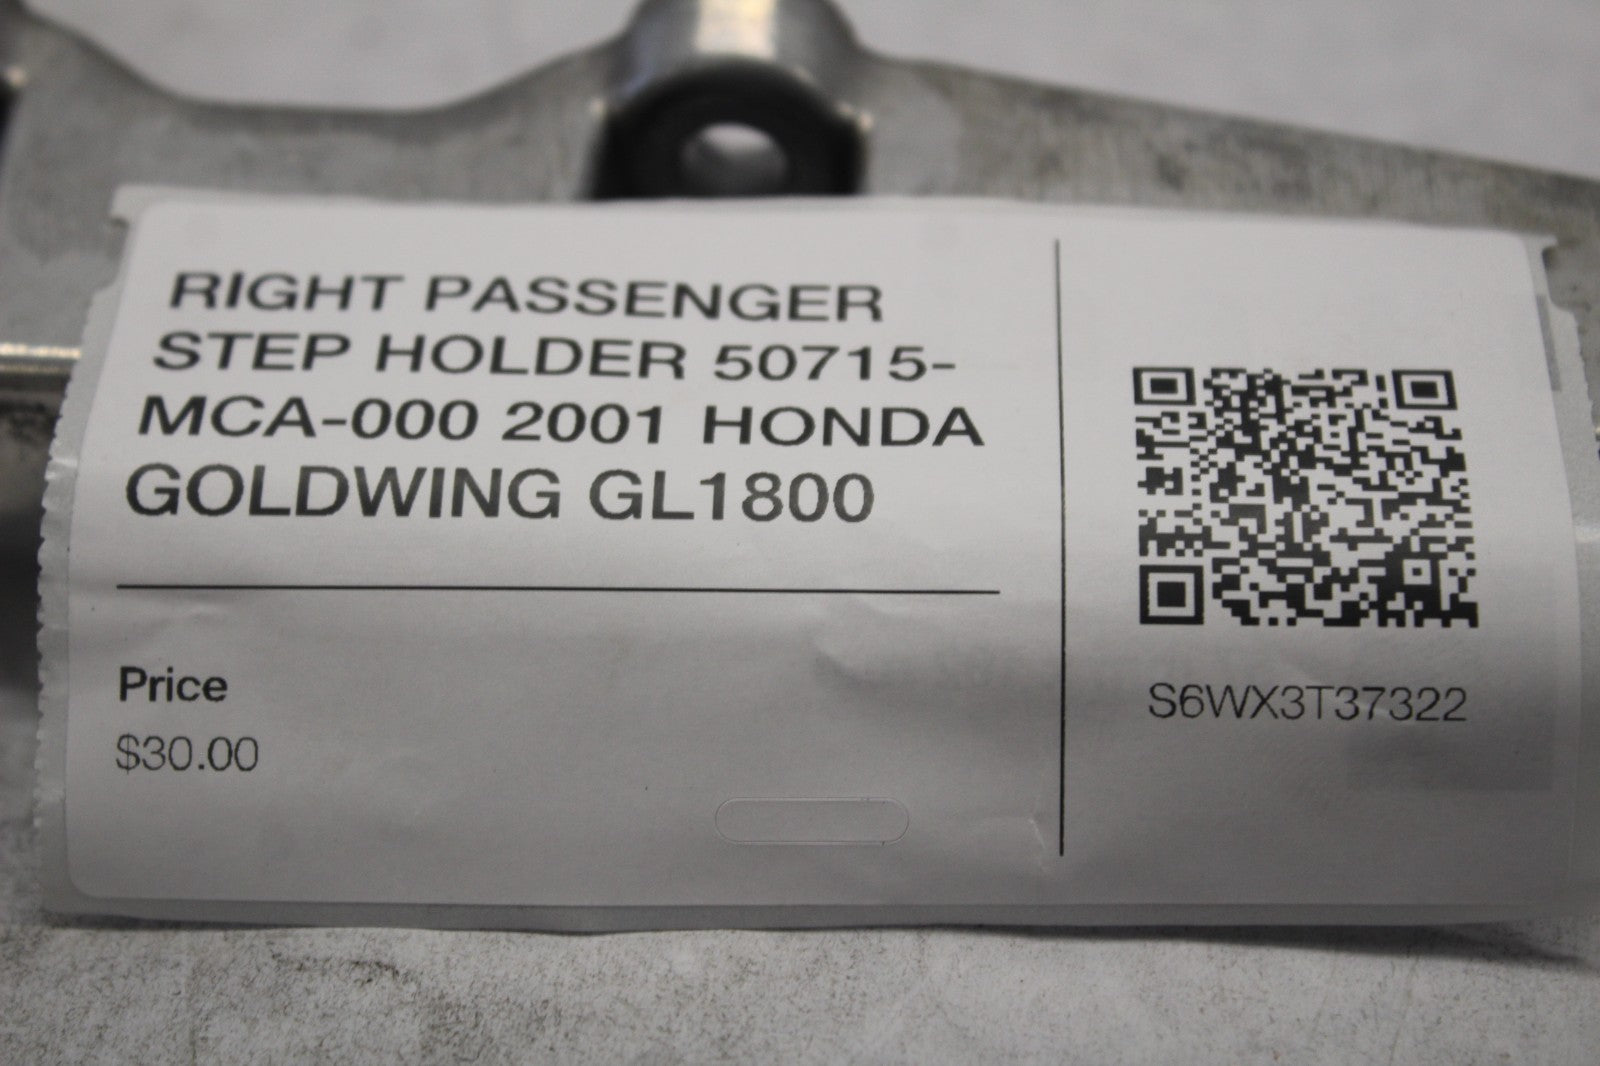 RIGHT PASSENGER
STEP HOLDER 50715-
MCA-000 2001 HONDA
GOLDWING GL1800
Price
$30.00
S6WX3T37322